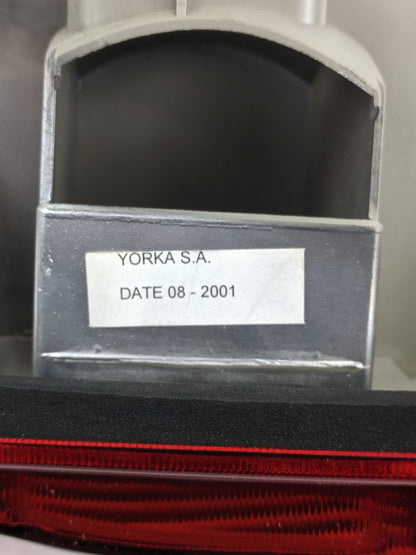 YORKA S.A.
DATE 08 - 2001